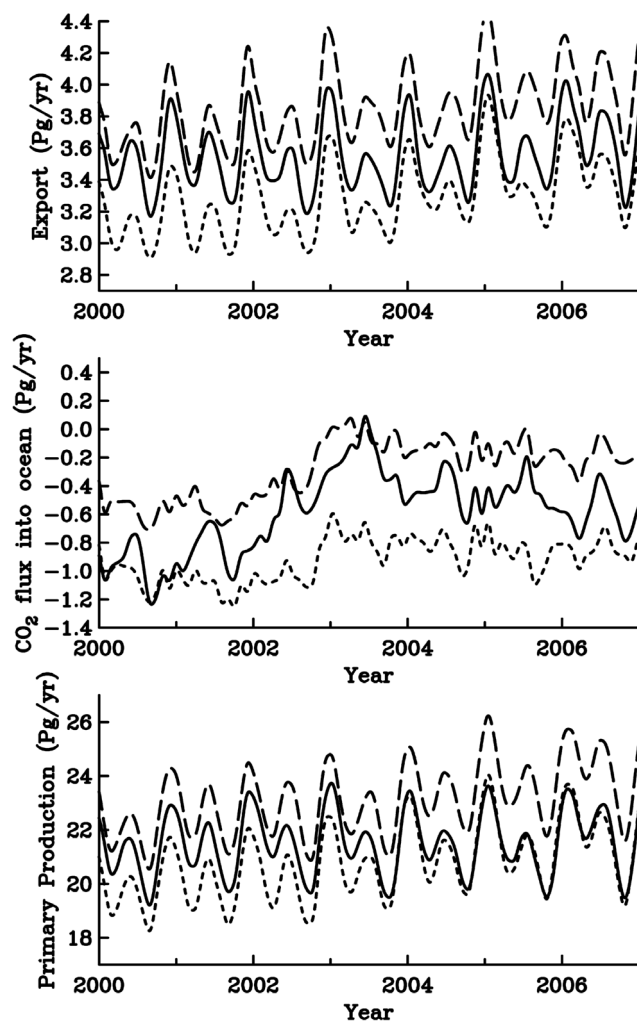 Export (Pg/yr)
4.4
4.2
4.0
3.8
3.6
3.4
3.2
3.0
2.8
2000 2002 2004 2006
Year
CO2 flux into ocean (Pg/yr)
0.4
0.2
0.0
−0.2
−0.4
−0.6
−0.8
−1.0
−1.2
−1.4
2000 2002 2004 2006
Year
Primary Production (Pg/yr)
26
24
22
20
18
2000 2002 2004 2006
Year